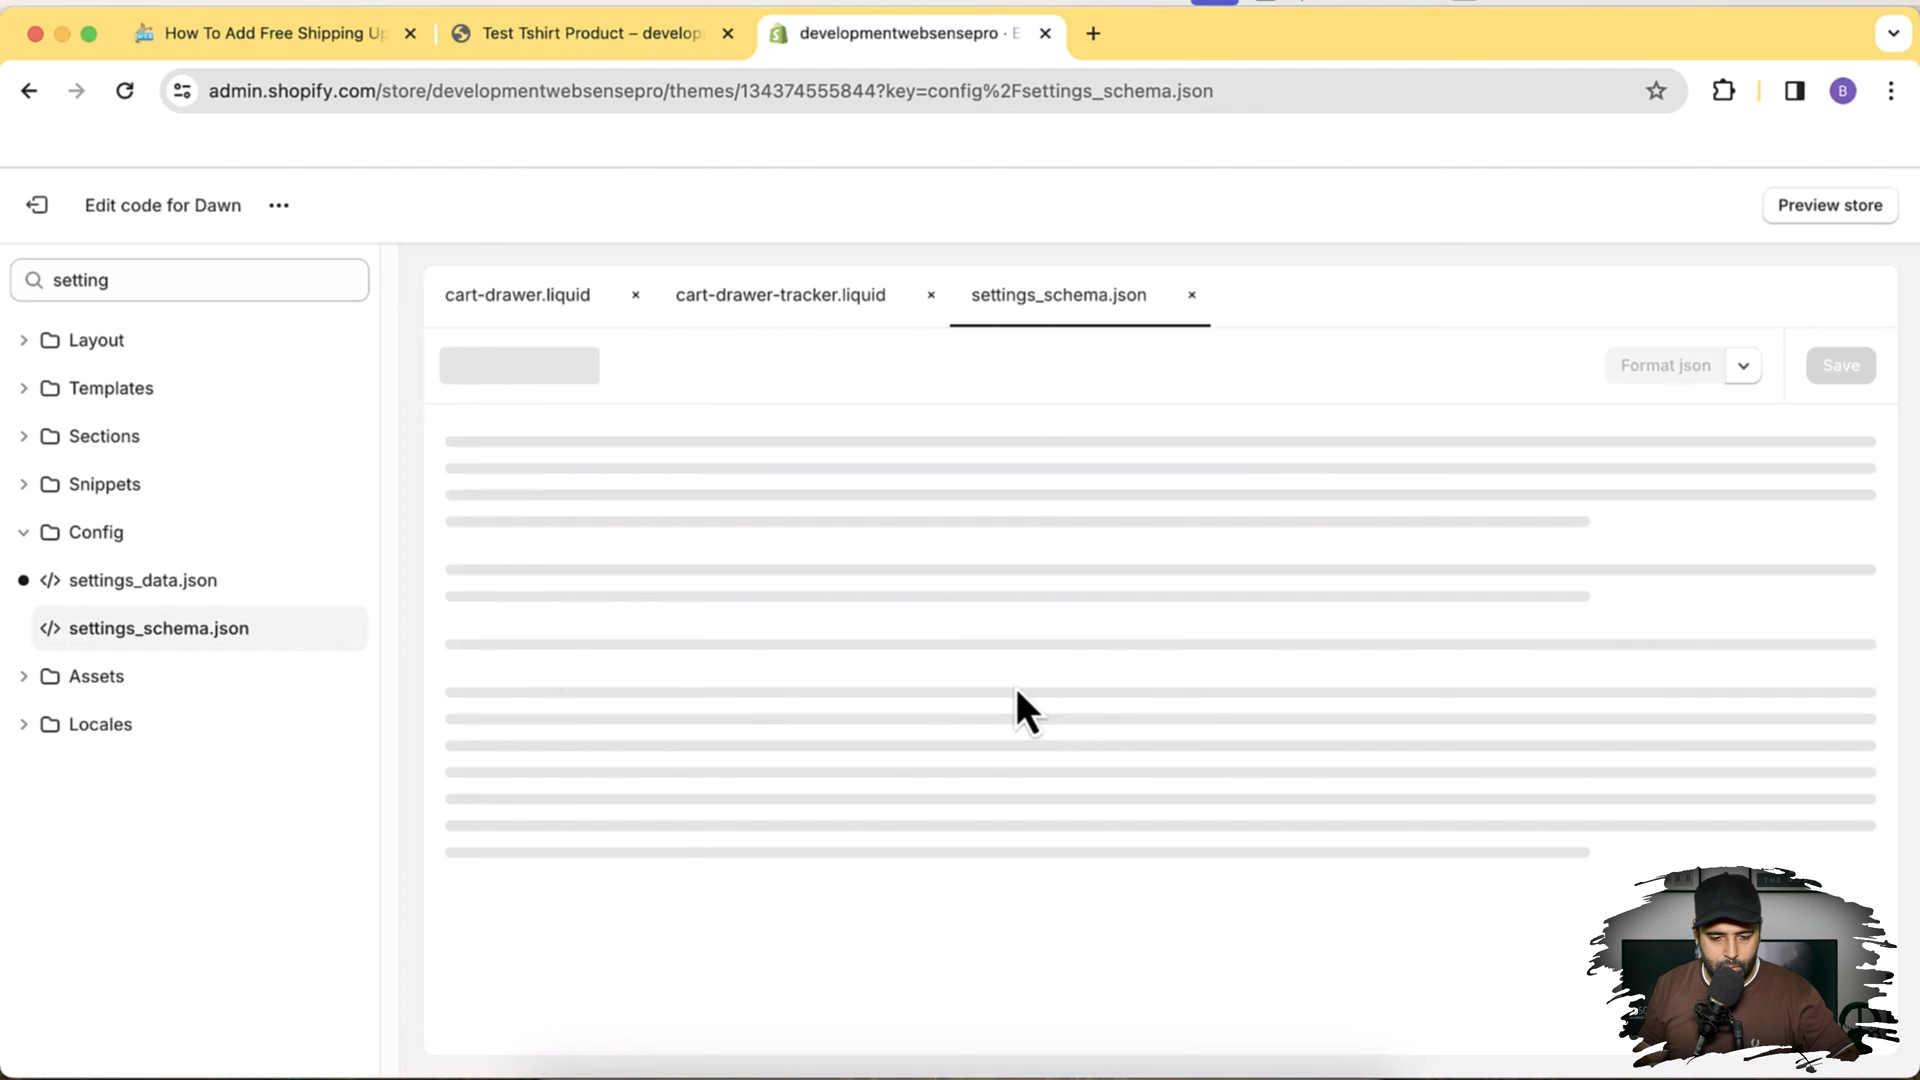 How To Add Free Shipping Up
Test Tshirt Product – develop
developmentwebsensepro · E
admin.shopify.com/store/developmentwebsensepro/themes/134374555844?key=config%2Fsettings_schema.json
B
Edit code for Dawn
Preview store
setting
cart-drawer.liquid
cart-drawer-tracker.liquid
settings_schema.json
Format json
Save
Layout
Templates
Sections
Snippets
Config
settings_data.json
settings_schema.json
Assets
Locales